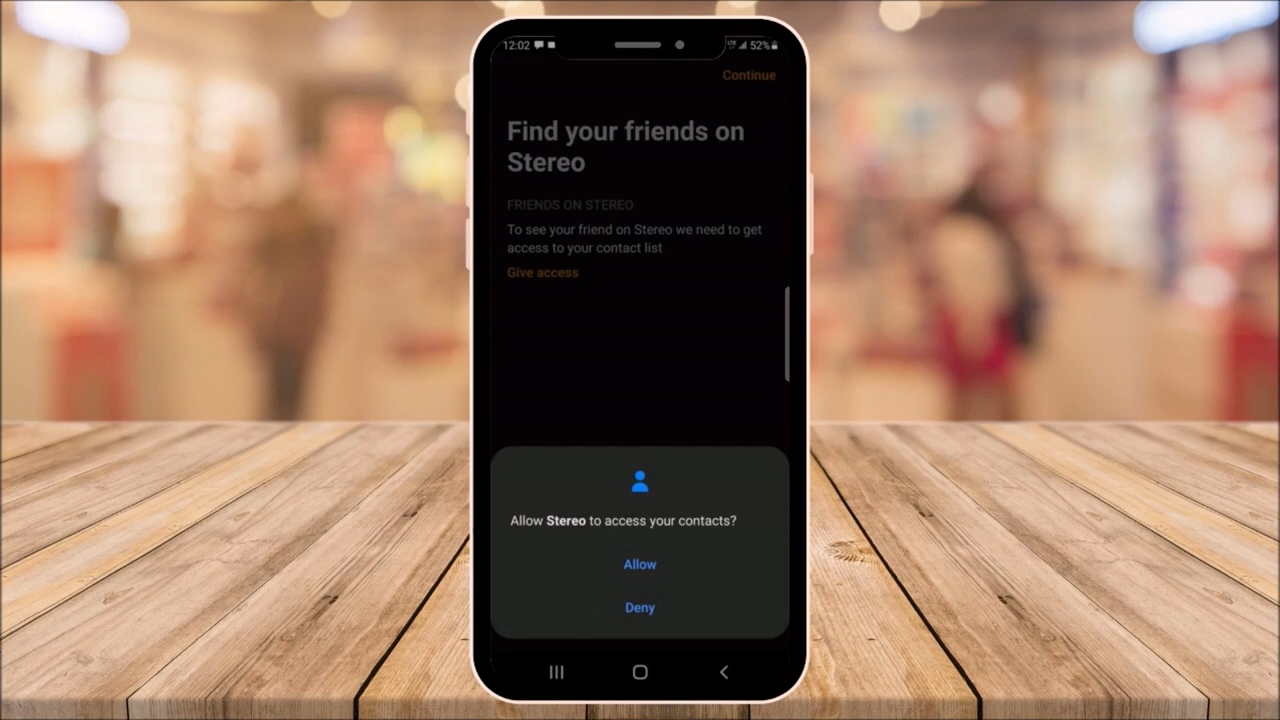 12:02
LTE 52%
Continue
Find your friends on
Stereo
FRIENDS ON STEREO
To see your friend on Stereo we need to get
access to your contact list
Give access
Allow Stereo to access your contacts?
Allow
Deny